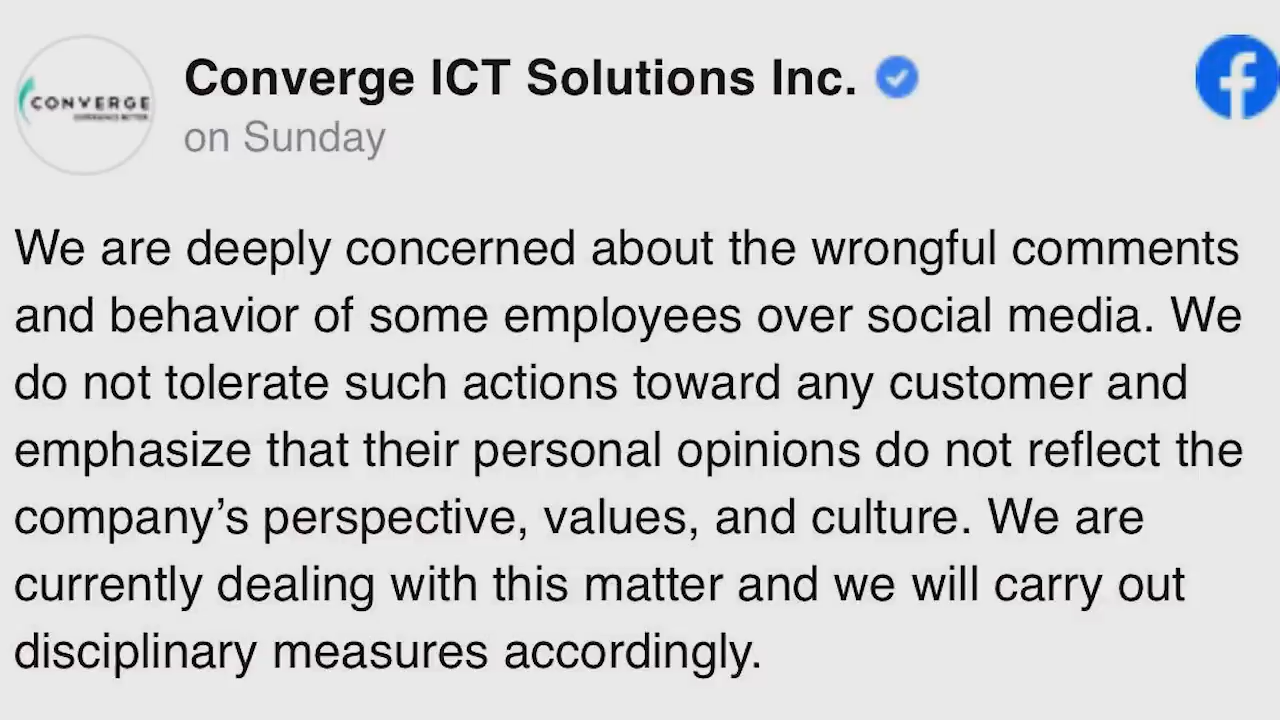 CONVERGE
Converge ICT Solutions Inc.
on Sunday
We are deeply concerned about the wrongful comments
and behavior of some employees over social media. We
do not tolerate such actions toward any customer and
emphasize that their personal opinions do not reflect the
company’s perspective, values, and culture. We are
currently dealing with this matter and we will carry out
disciplinary measures accordingly.